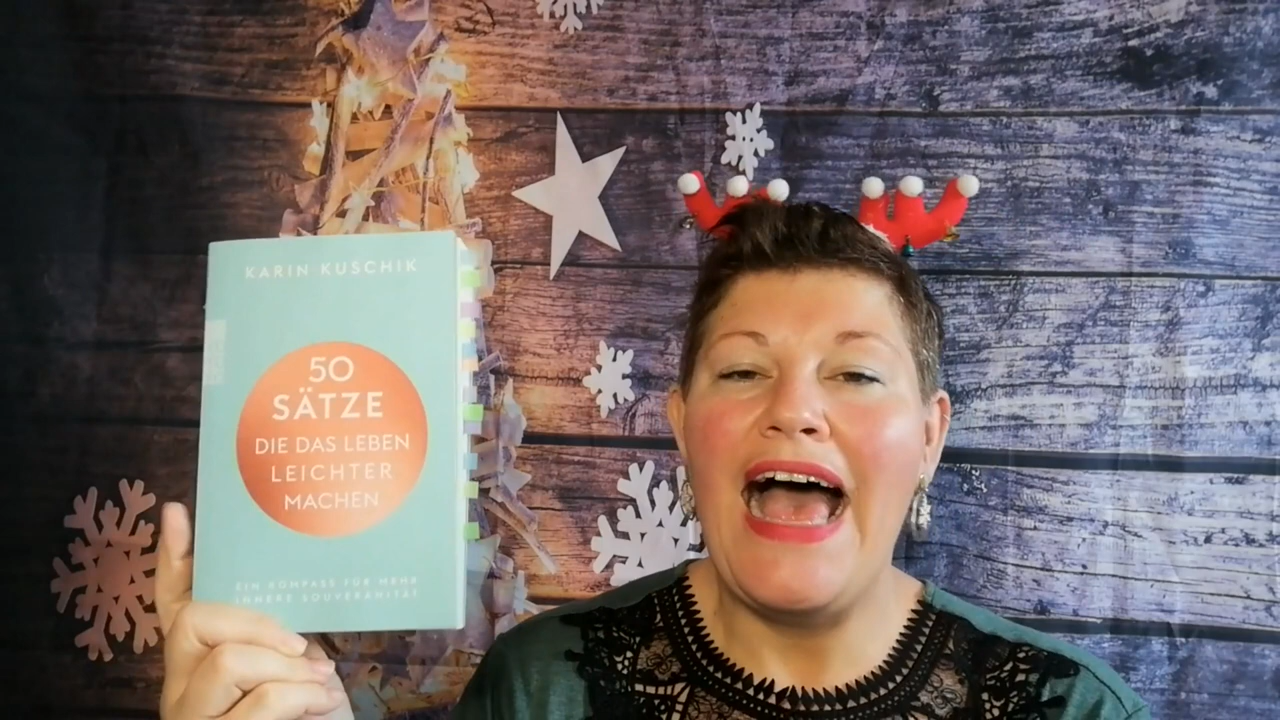 KARIN KUSCHIK
50
SÄTZE
DIE DAS LEBEN
LEICHTER
MACHEN
EIN KOMPASS FÜR MEHR
INNERE SOUVERÄNITÄT